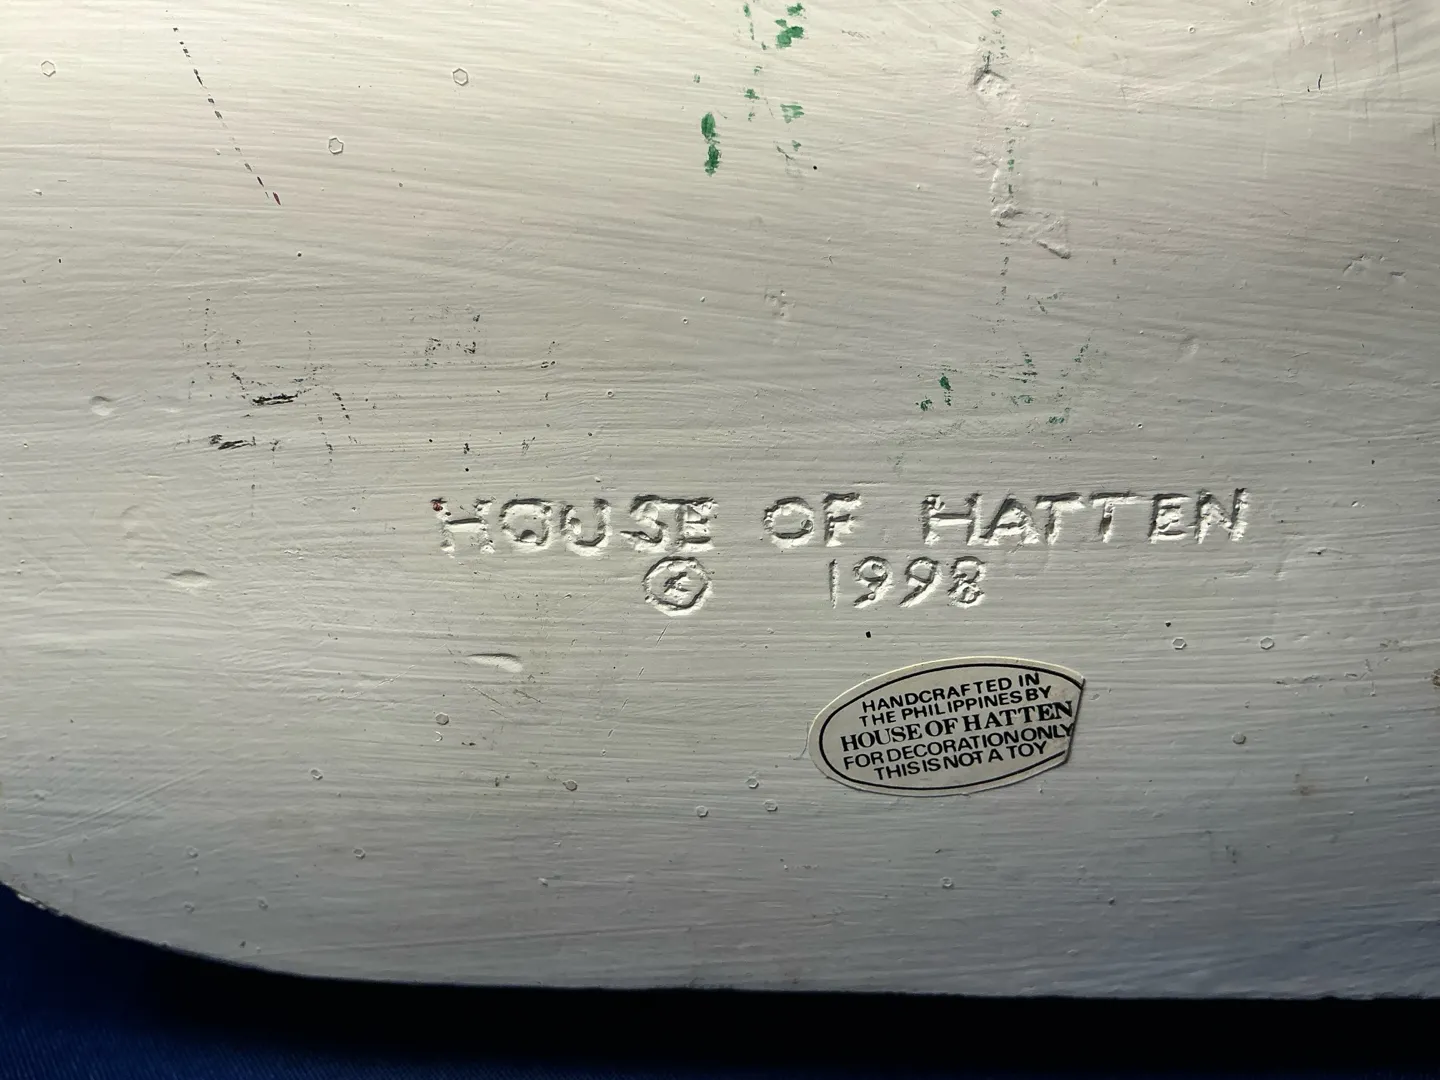 HOUSE OF HATTEN
© 1998
HANDCRAFTED IN
THE PHILIPPINES BY
HOUSE OF HATTEN
FOR DECORATION ONLY
THIS IS NOT A TOY